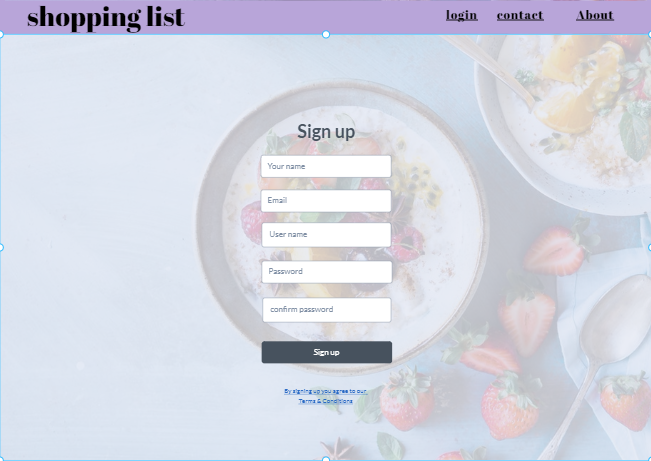 shopping list
login contact About
Sign up
Your name
Email
User name
Password
confirm password
Sign up
By signing up you agree to our
Terms & Conditions